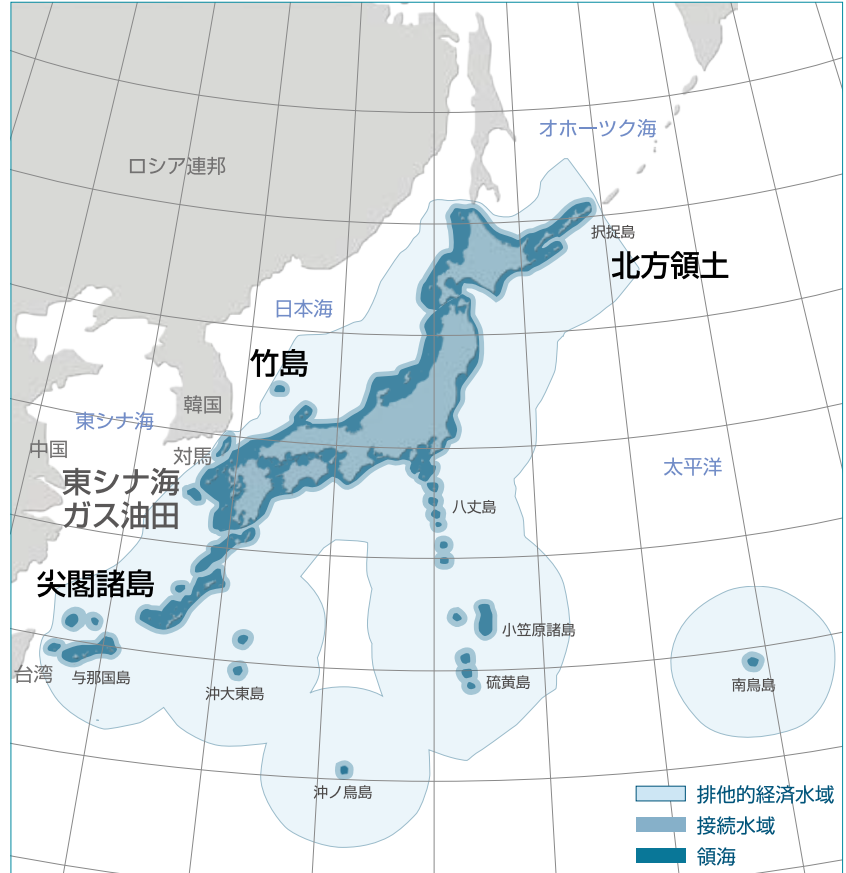 オホーツク海
ロシア連邦
択捉島
北方領土
日本海
竹島
韓国
東シナ海
中国
対馬
太平洋
東シナ海
ガス油田
八丈島
尖閣諸島
小笠原諸島
台湾
与那国島
沖大東島
硫黄島
南鳥島
沖ノ鳥島
排他的経済水域
接続水域
領海